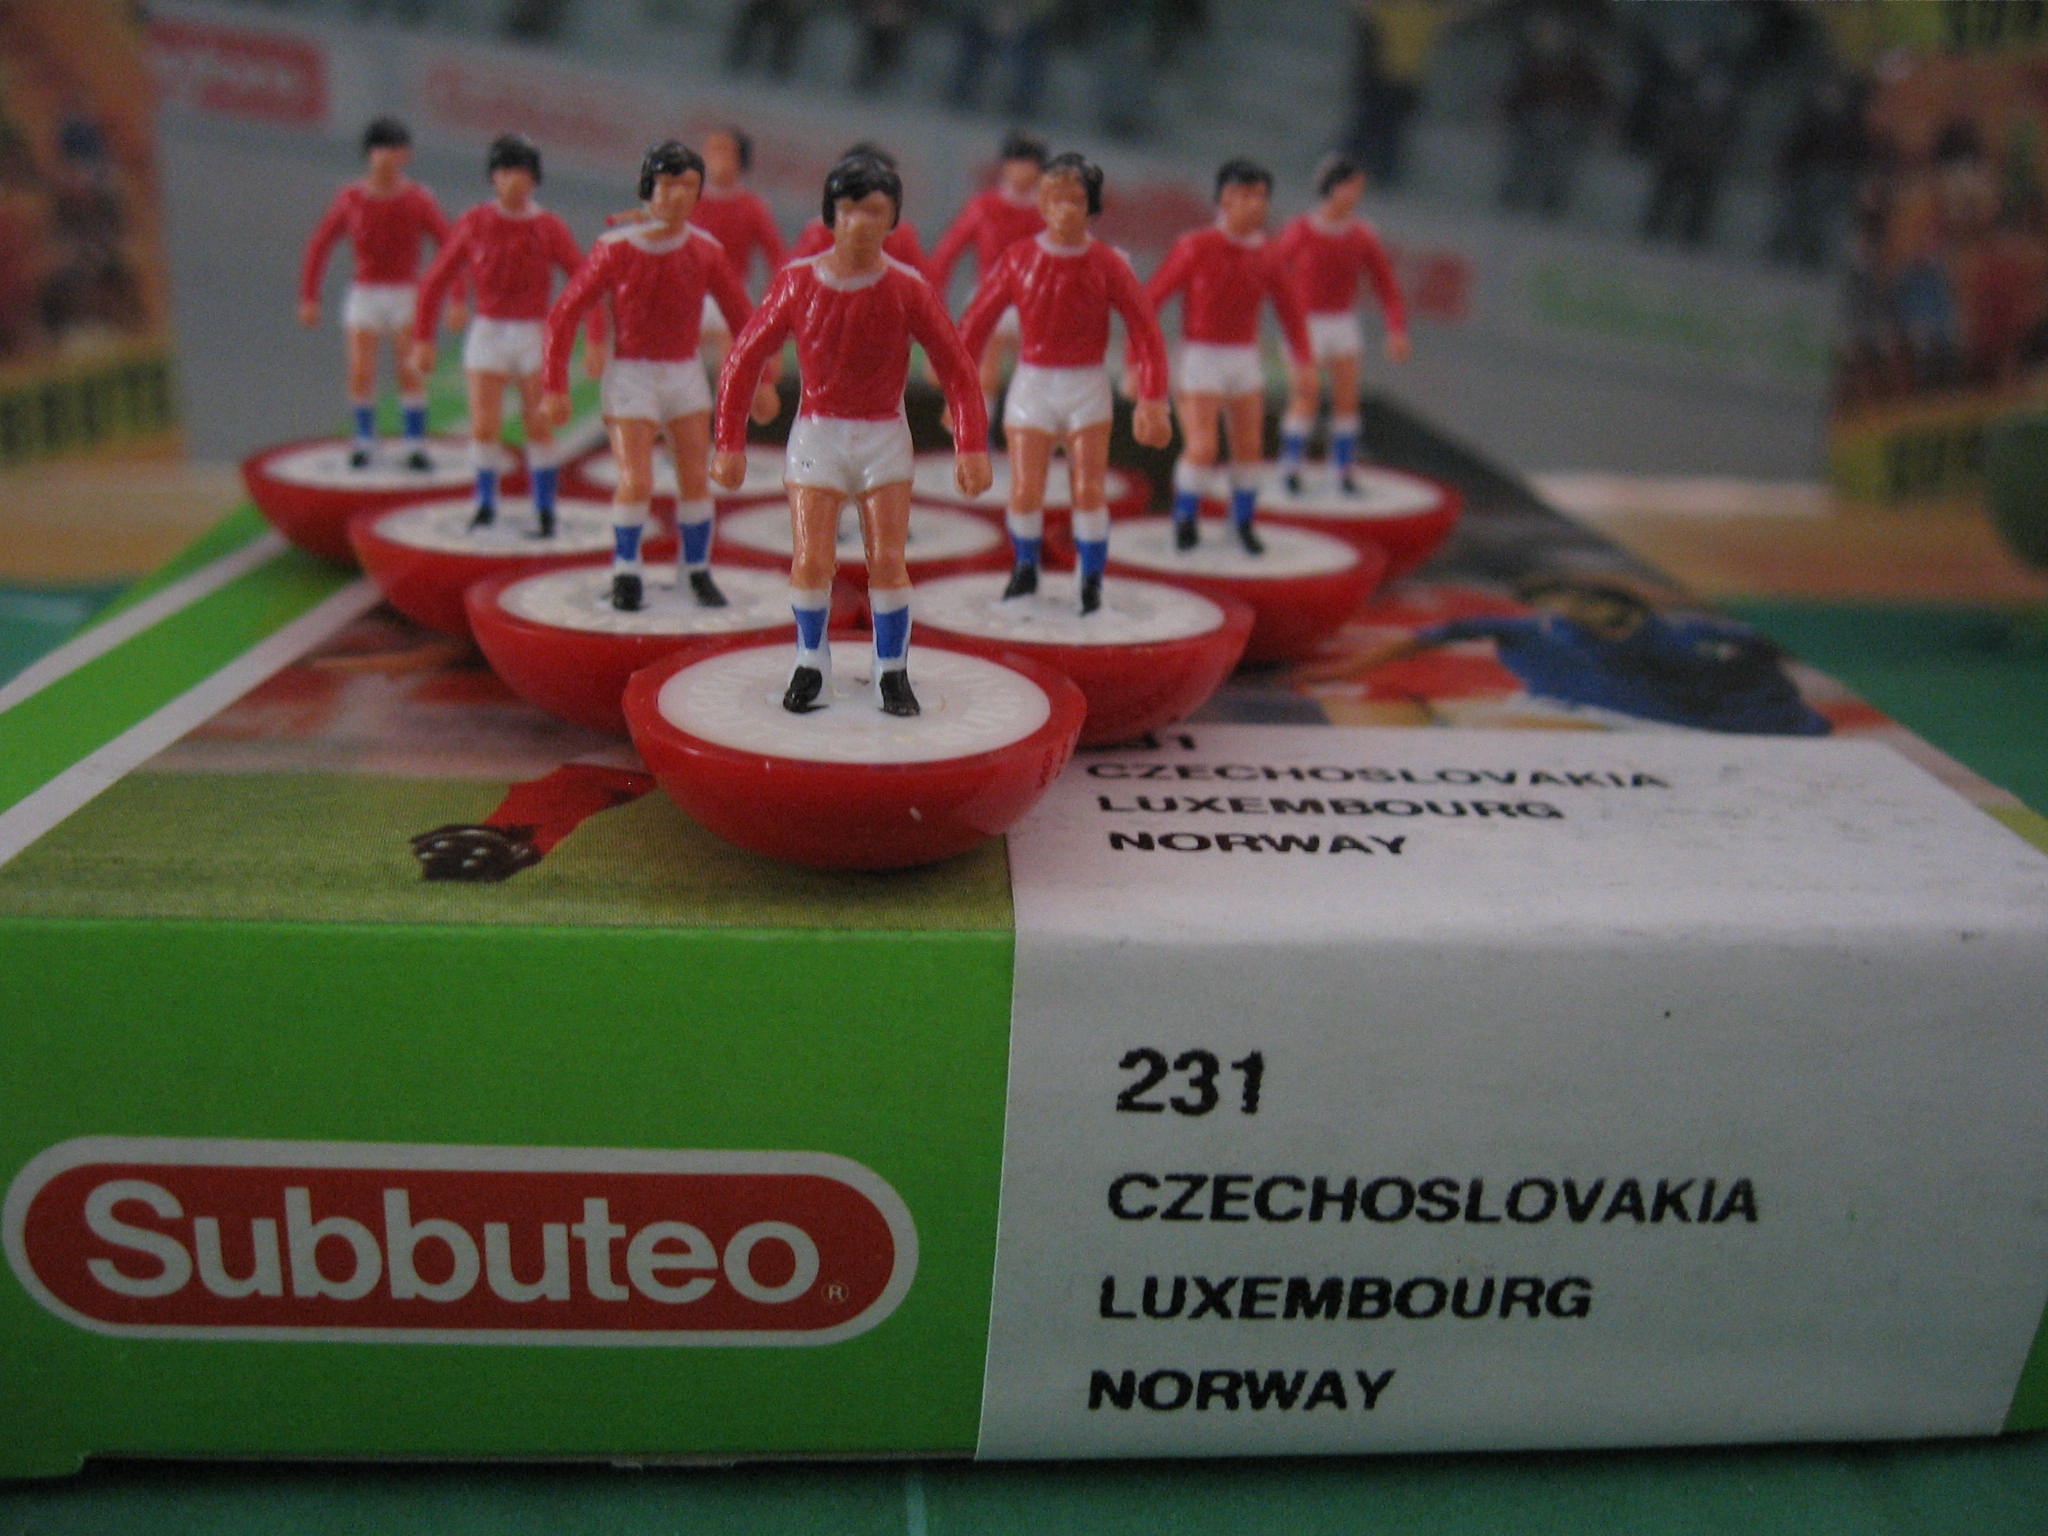 CZECHOSLOVAKIA
LUXEMBOURG
NORWAY
231
CZECHOSLOVAKIA
LUXEMBOURG
NORWAY
Subbuteo®